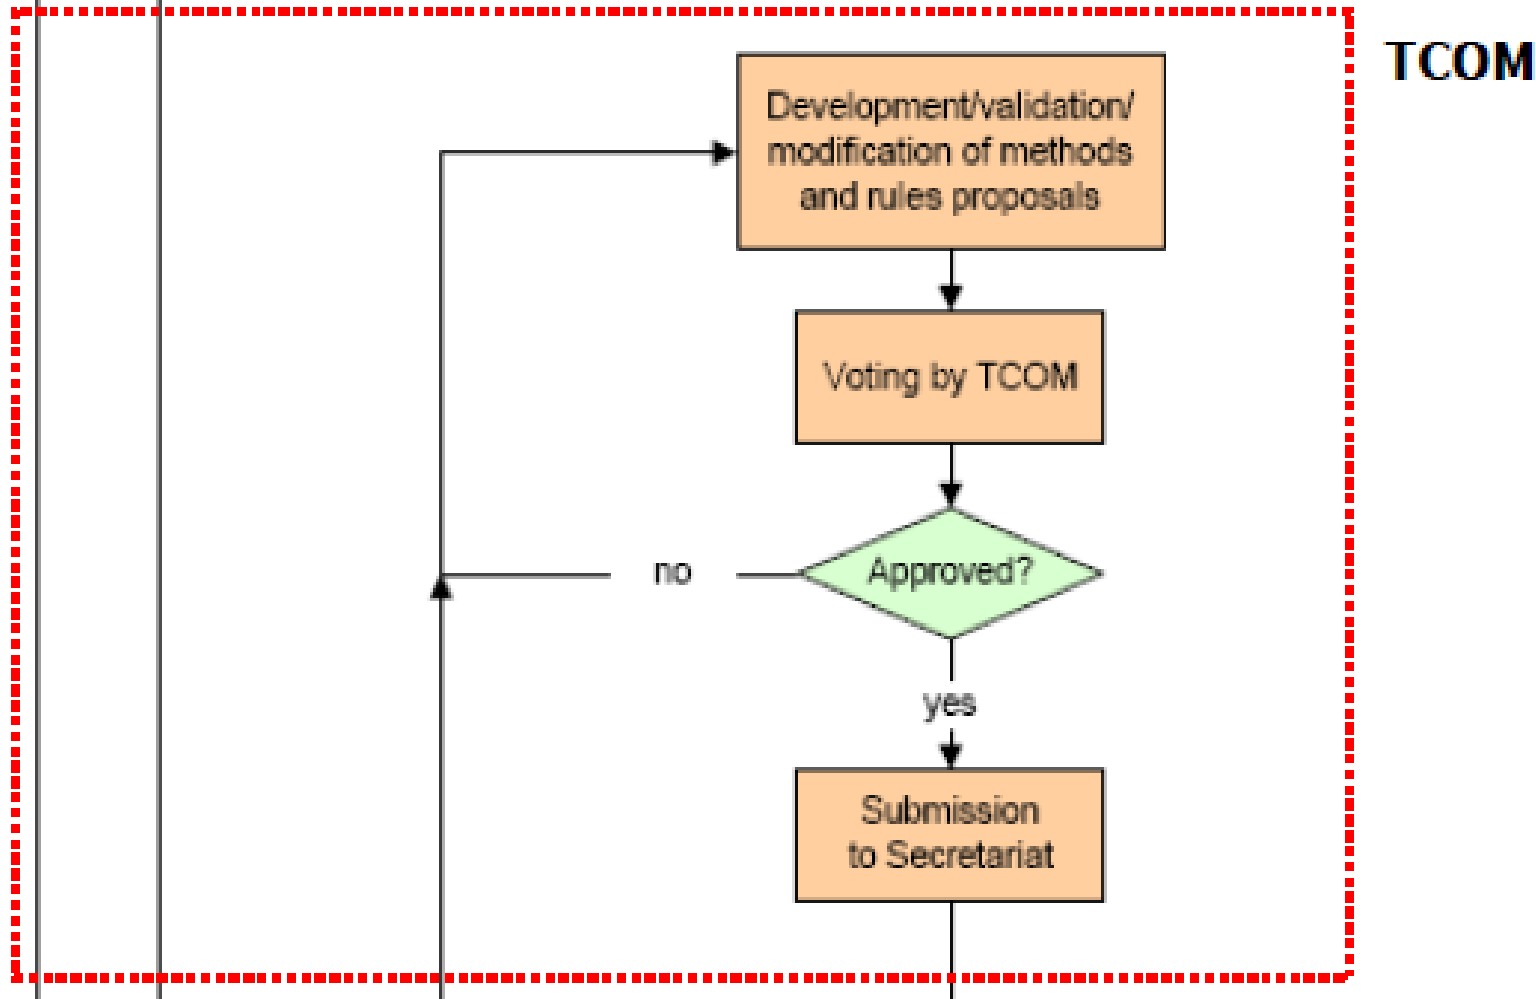 TCOM
Development/validation/
modification of methods
and rules proposals
Voting by TCOM
Approved?
no
yes
Submission
to Secretariat